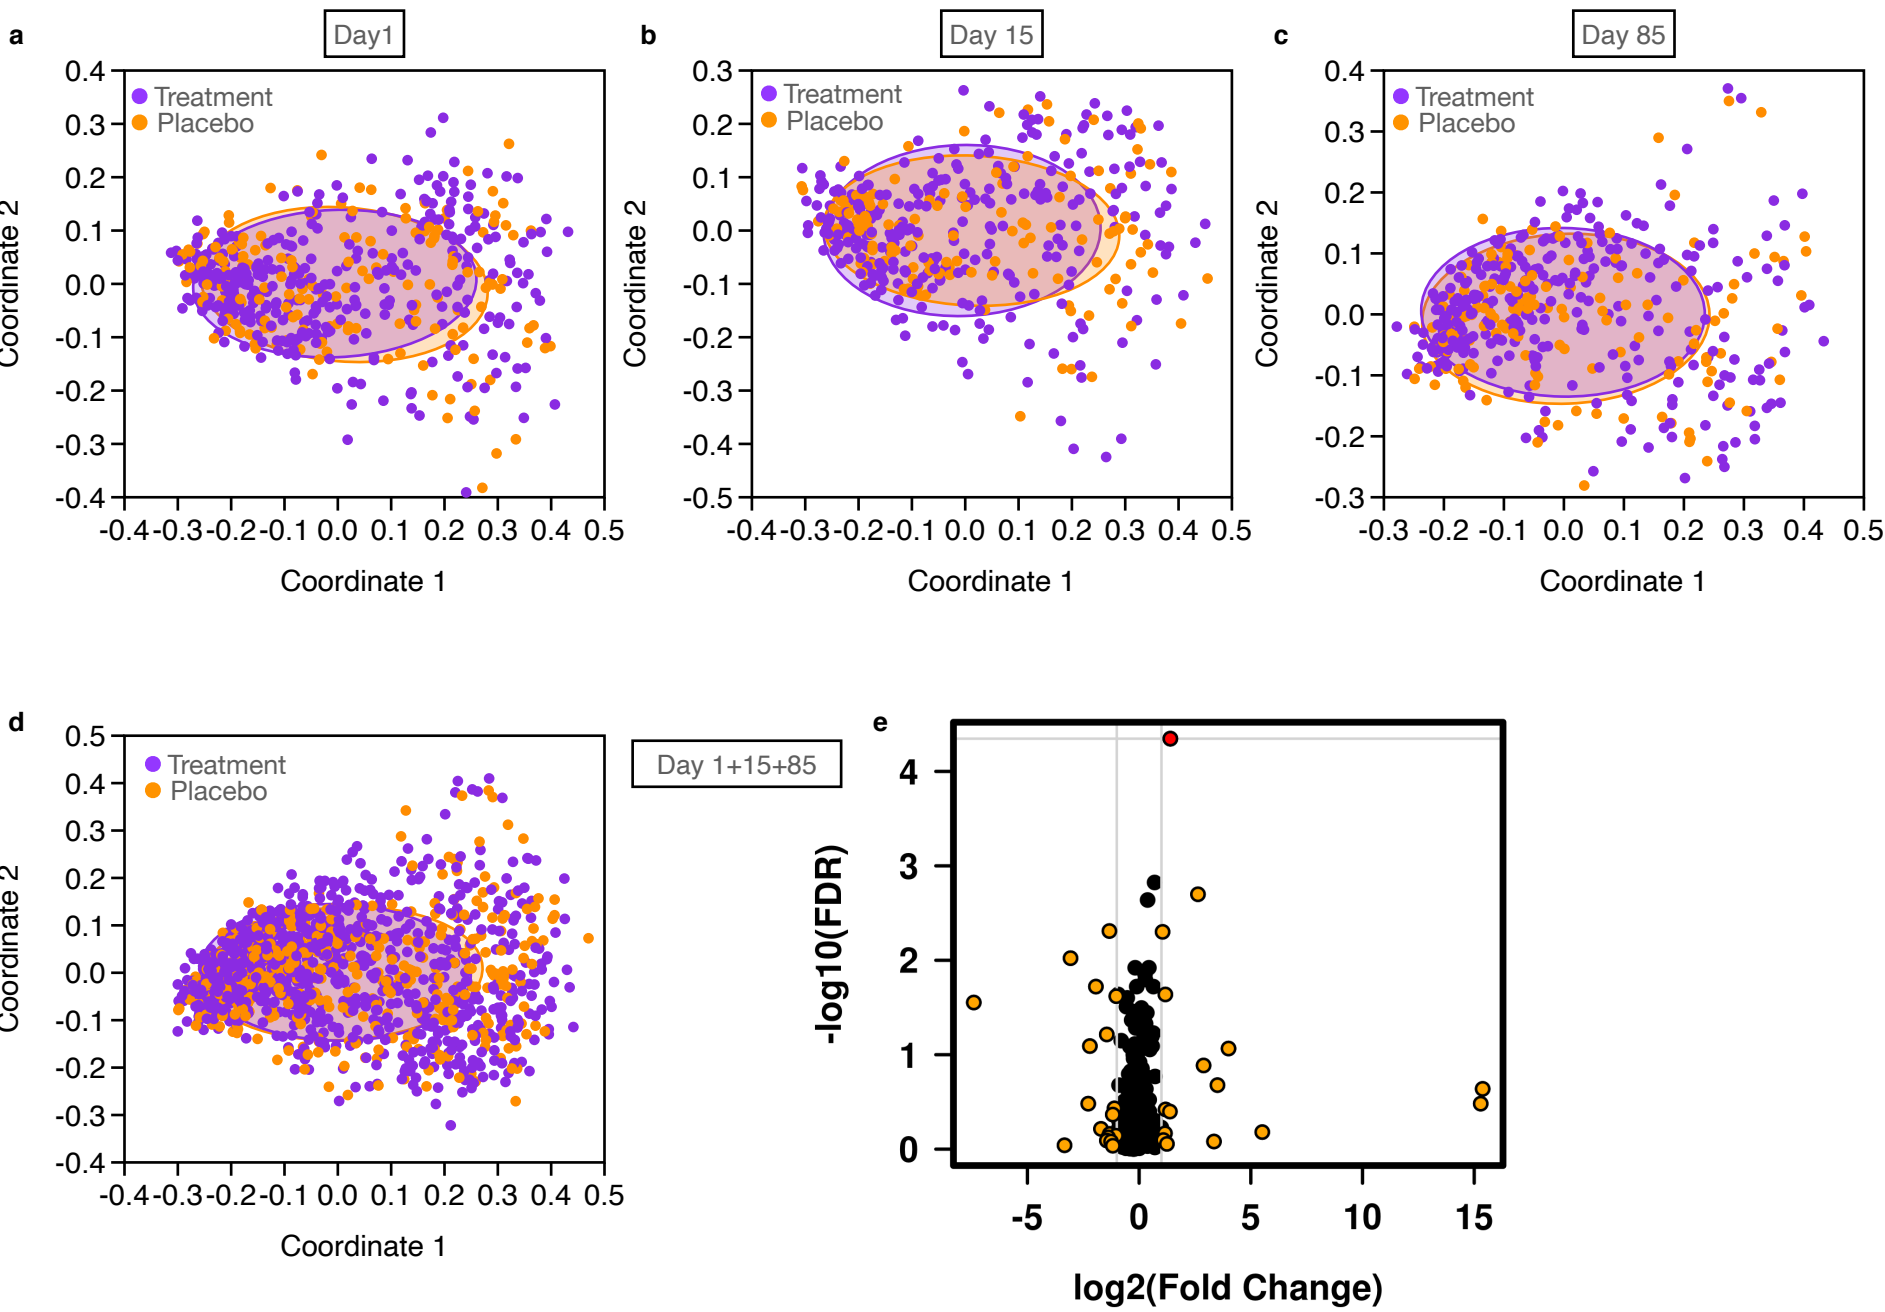 a
Day1
Treatment
Placebo
0.4
0.3
0.2
0.1
0.0
-0.1
-0.2
-0.3
-0.4
-0.4 -0.3 -0.2 -0.1 0.0 0.1 0.2 0.3 0.4 0.5
Coordinate 1
Coordinate 2
b
Day 15
Treatment
Placebo
0.3
0.2
0.1
0.0
-0.1
-0.2
-0.3
-0.4
-0.5
-0.4 -0.3 -0.2 -0.1 0.0 0.1 0.2 0.3 0.4 0.5
Coordinate 1
Coordinate 2
c
Day 85
Treatment
Placebo
0.4
0.3
0.2
0.1
0.0
-0.1
-0.2
-0.3
-0.3 -0.2 -0.1 0.0 0.1 0.2 0.3 0.4 0.5
Coordinate 1
Coordinate 2
d
Day 1+15+85
Treatment
Placebo
0.5
0.4
0.3
0.2
0.1
0.0
-0.1
-0.2
-0.3
-0.4
-0.4 -0.3 -0.2 -0.1 0.0 0.1 0.2 0.3 0.4 0.5
Coordinate 1
Coordinate 2
e
4
3
2
1
0
-log10(FDR)
-5 0 5 10 15
log2(Fold Change)